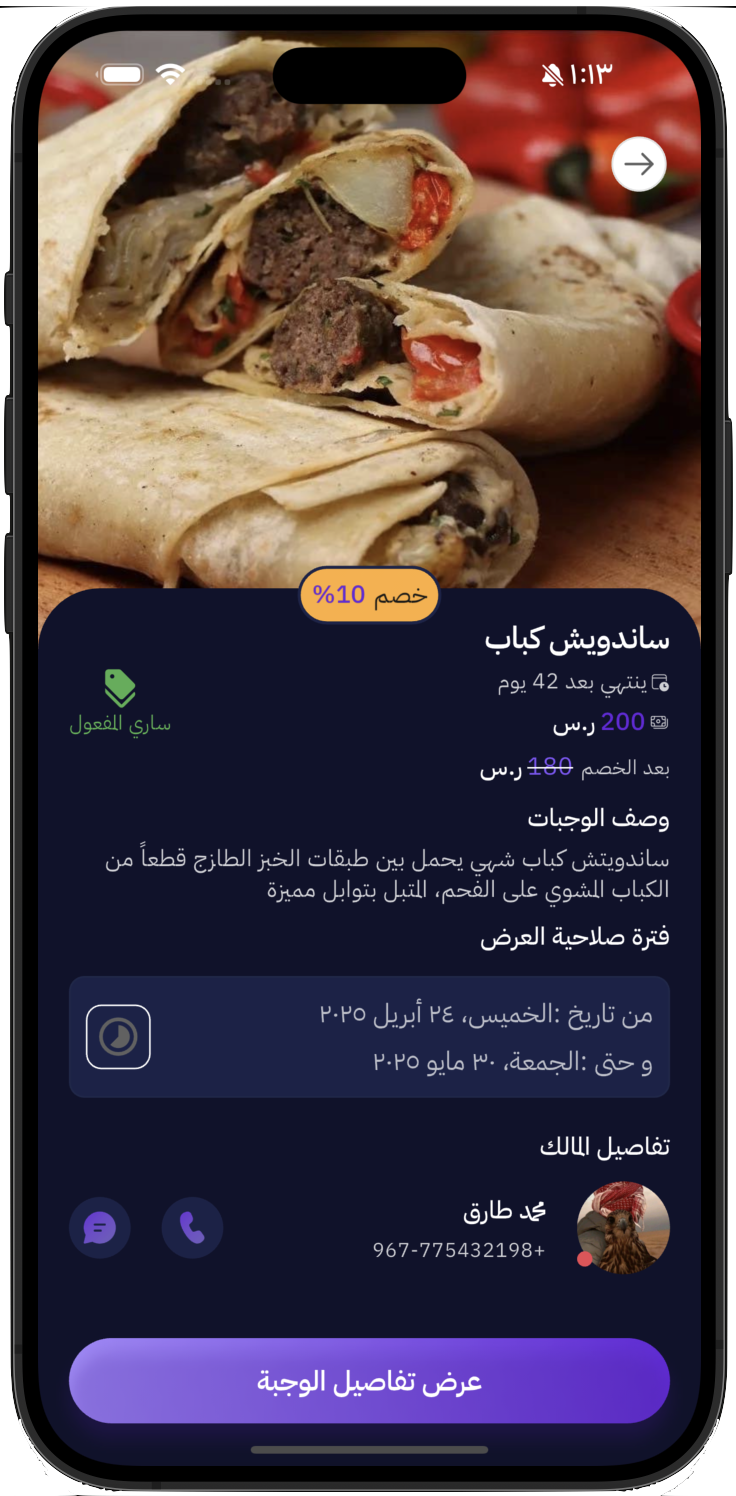 ١:١٣
خصم 10%
ساندويش كباب
ينتهي بعد 42 يوم
200 ر.س
ساري المفعول
بعد الخصم 180 ر.س
وصف الوجبات
ساندويتش كباب شهي يحمل بين طبقات الخبز الطازج قطعاً من
الكباب المشوي على الفحم، المتبل بتوابل مميزة
فترة صلاحية العرض
من تاريخ :الخميس، ٢٤ أبريل ٢٠٢٥
و حتى :الجمعة، ٣٠ مايو ٢٠٢٥
تفاصيل المالك
محمد طارق
967-775432198+
عرض تفاصيل الوجبة